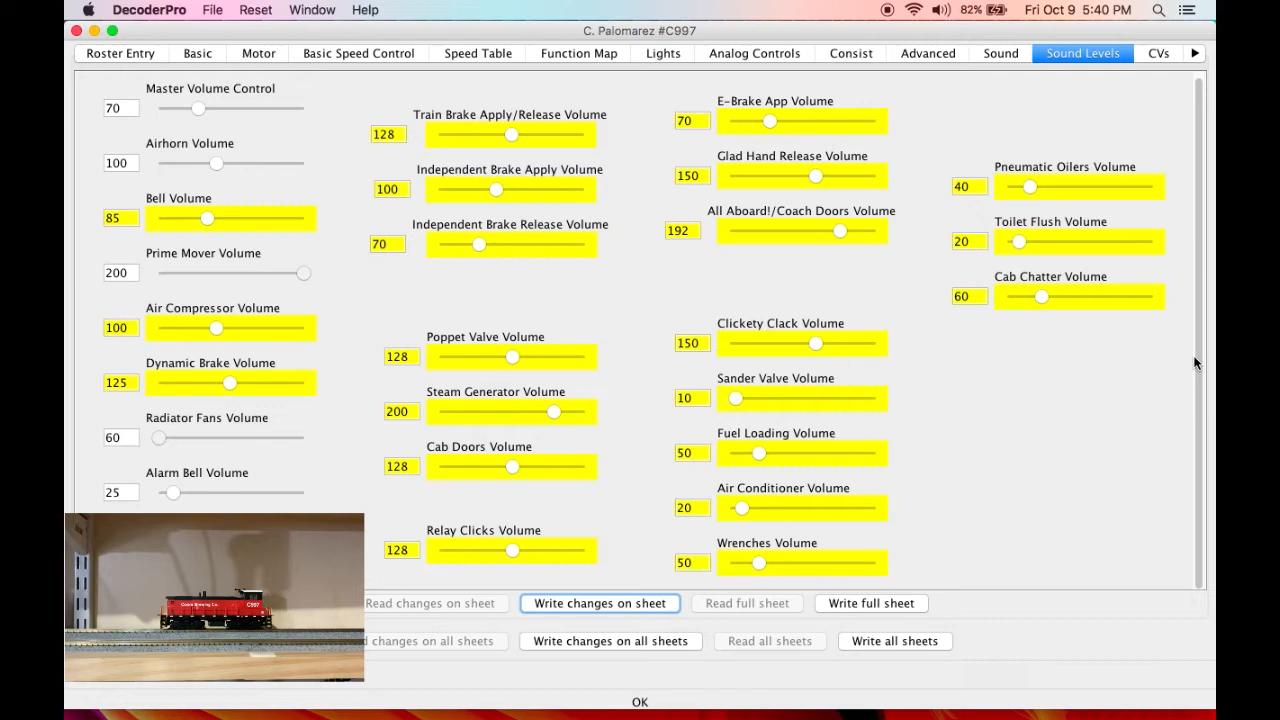 DecoderPro File Reset Window Help 82% Fri Oct 9 5:40 PM
C. Palomarez #C997
Roster Entry Basic Motor Basic Speed Control Speed Table Function Map Lights Analog Controls Consist Advanced Sound Sound Levels CVs
Master Volume Control
70
Airhorn Volume
100
Bell Volume
85
Prime Mover Volume
200
Air Compressor Volume
100
Dynamic Brake Volume
125
Radiator Fans Volume
60
Alarm Bell Volume
25
Train Brake Apply/Release Volume
128
Independent Brake Apply Volume
100
Independent Brake Release Volume
70
Poppet Valve Volume
128
Steam Generator Volume
200
Cab Doors Volume
128
Relay Clicks Volume
128
E-Brake App Volume
70
Glad Hand Release Volume
150
All Aboard!/Coach Doors Volume
192
Clickety Clack Volume
150
Sander Valve Volume
10
Fuel Loading Volume
50
Air Conditioner Volume
20
Wrenches Volume
50
Pneumatic Oilers Volume
40
Toilet Flush Volume
20
Cab Chatter Volume
60
Coors Brewing Co. C997
Read changes on sheet Write changes on sheet Read full sheet Write full sheet
changes on all sheets Write changes on all sheets Read all sheets Write all sheets
OK